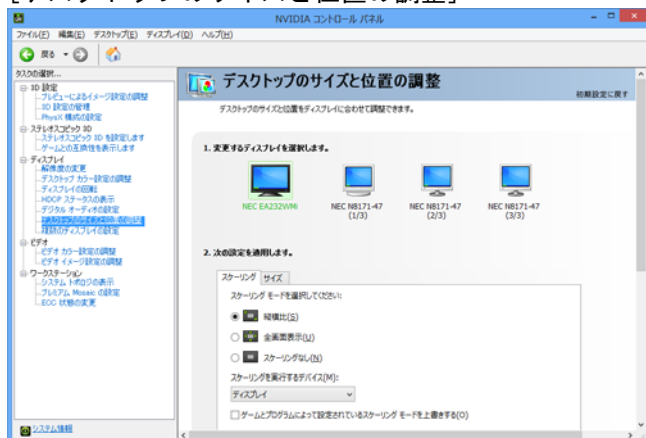 [デスクトップのサイズと位置の調整]
NVIDIA コントロール パネル
ファイル(F) 編集(E) デスクトップ(T) ディスプレイ(D) ヘルプ(H)
戻る
タスクの選択...
3D 設定
プレビューによるイメージ設定の調整
3D 設定の管理
PhysX 構成の設定
ステレオスコピック 3D
ステレオスコピック 3D を設定します
ゲームとの互換性を表示します
ディスプレイ
解像度の変更
デスクトップ カラー設定の調整
ディスプレイの回転
HDCP ステータスの表示
デジタル オーディオの設定
デスクトップのサイズと位置の調整
複数のディスプレイの設定
ビデオ
ビデオ カラー設定の調整
ビデオ イメージ設定の調整
ワークステーション
システム トポロジの表示
プレミアム Mosaic の設定
ECC 状態の変更
システム情報
デスクトップのサイズと位置の調整
初期設定に戻す
デスクトップのサイズと位置をディスプレイに合わせて調整できます。
1. 変更するディスプレイを選択します。
NEC EA232WMi
NEC N8171-47
(1/3)
NEC N8171-47
(2/3)
NEC N8171-47
(3/3)
2. 次の設定を適用します。
スケーリング サイズ
スケーリング モードを選択してください:
縦横比(S)
全画面表示(U)
スケーリングなし(N)
スケーリングを実行するデバイス(M):
ディスプレイ
ゲームとプログラムによって設定されているスケーリング モードを上書きする(O)